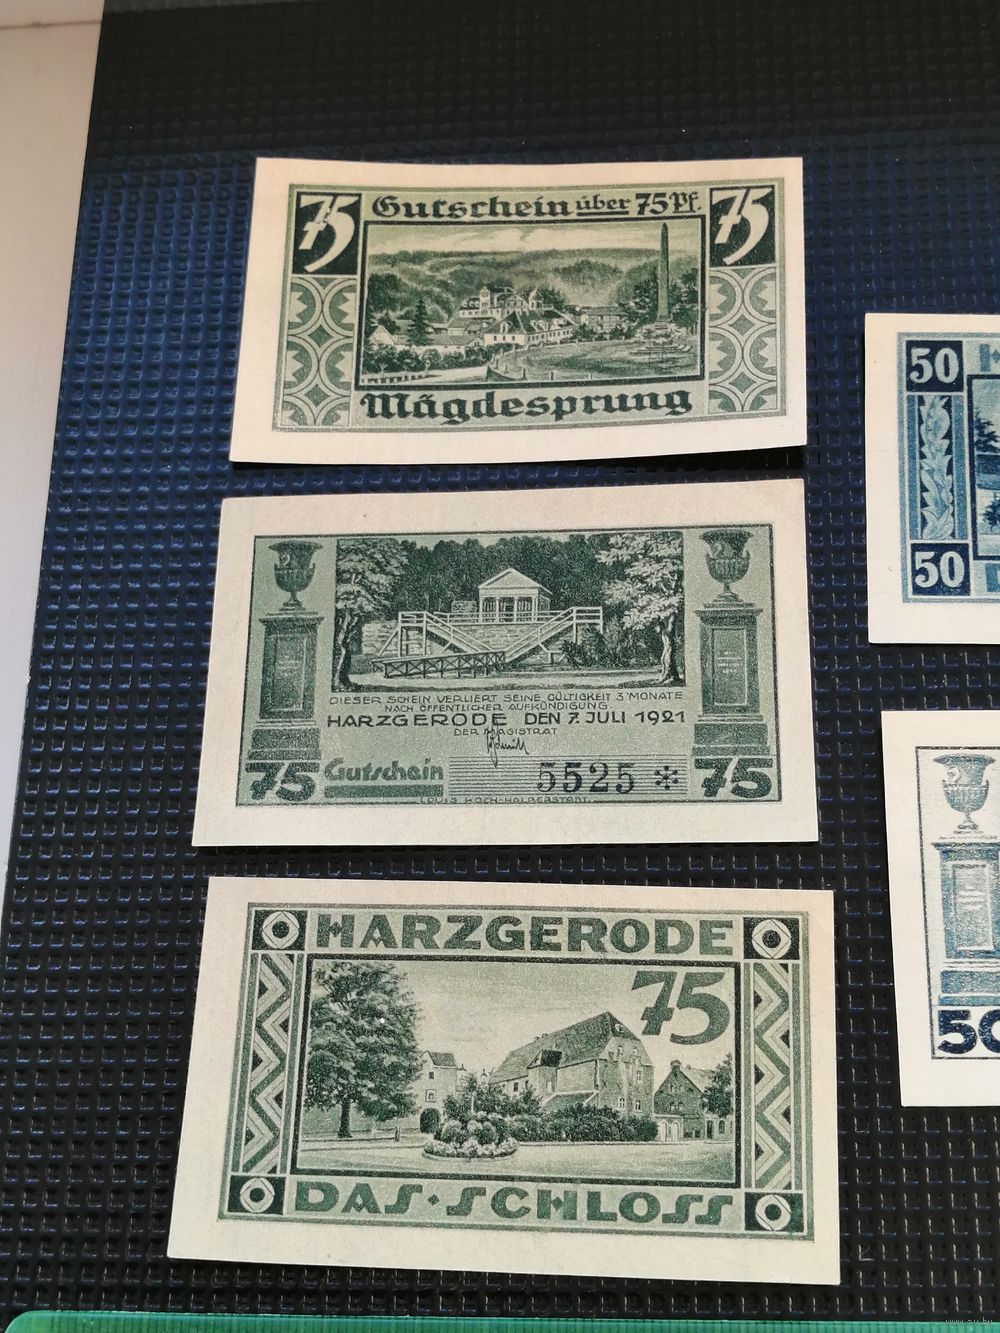 75 Gutschein über 75 Pf. 75
Mägdesprung
DIESER SCHEIN VERLIERT SEINE GÜLTIGKEIT 3 MONATE
NACH ÖFFENTLICHER AUFKÜNDIGUNG.
HARZGERODE DEN 7. JULI 1921
DER MAGISTRAT
75 Gutschein 5525 * 75
LOUIS KOCH-HALBERSTADT.
HARZGERODE
75
DAS · SCHLOSS
50
50
50